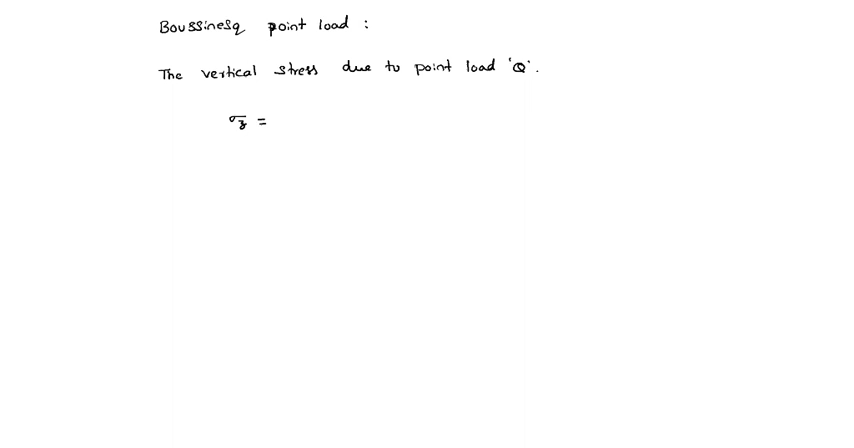 Boussinesq point load :
The vertical stress due to point load 'Q'.
σz =